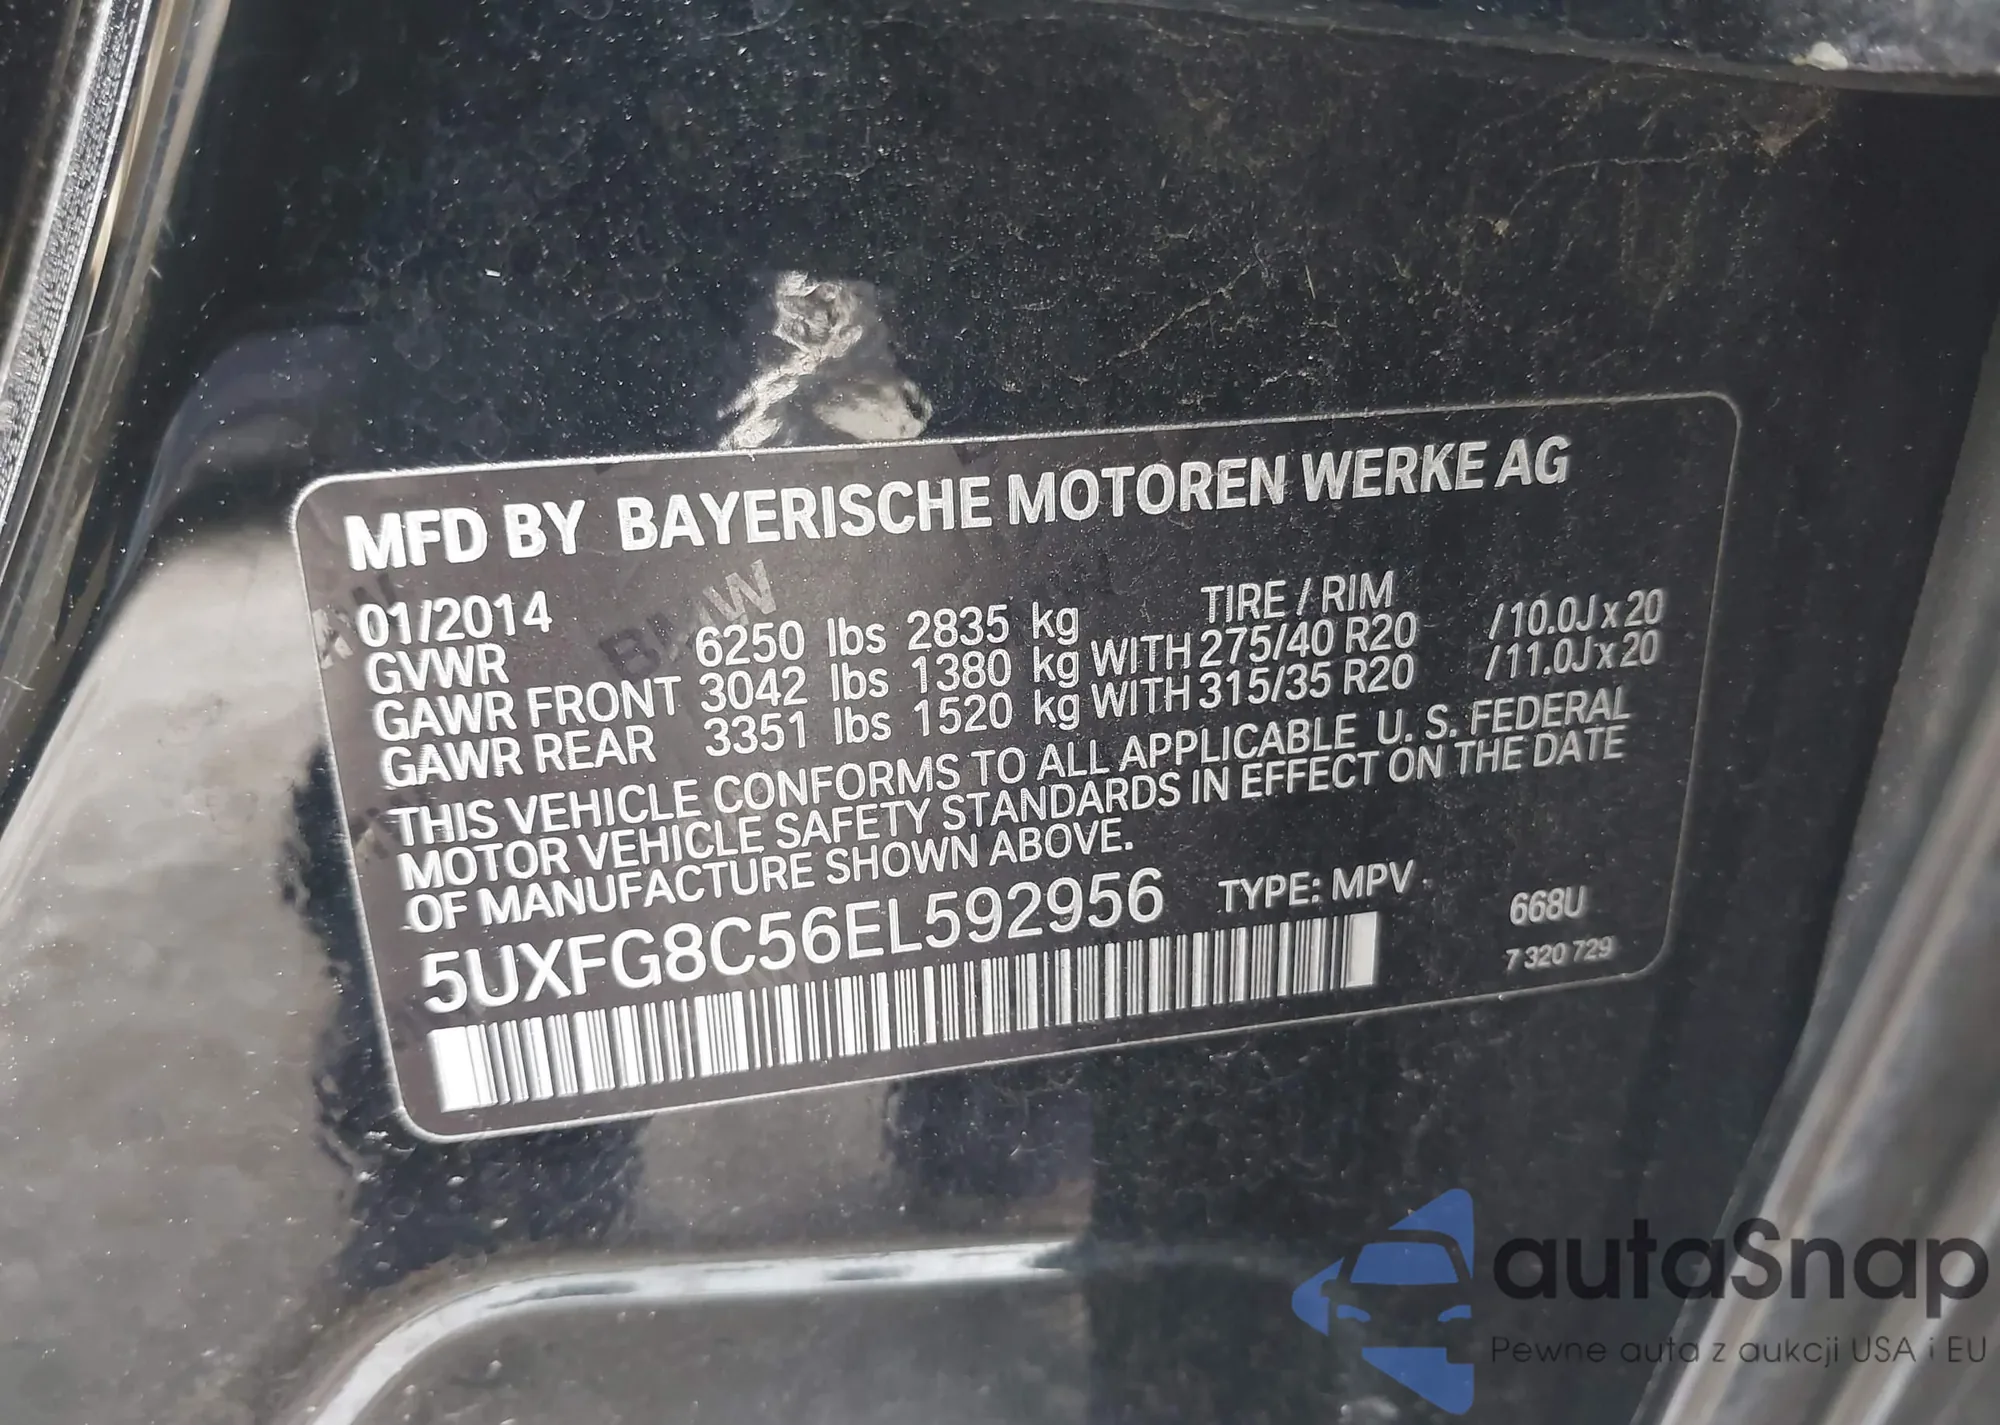 MFD BY BAYERISCHE MOTOREN WERKE AG
01/2014 TIRE / RIM
GVWR 6250 lbs 2835 kg
GAWR FRONT 3042 lbs 1380 kg WITH 275/40 R20 /10.0J x 20
GAWR REAR 3351 lbs 1520 kg WITH 315/35 R20 /11.0J x 20
THIS VEHICLE CONFORMS TO ALL APPLICABLE U. S. FEDERAL
MOTOR VEHICLE SAFETY STANDARDS IN EFFECT ON THE DATE
OF MANUFACTURE SHOWN ABOVE.
5UXFG8C56EL592956 TYPE: MPV
668U
7 320 729
BMW
autaSnap
Pewne auta z aukcji USA i EU